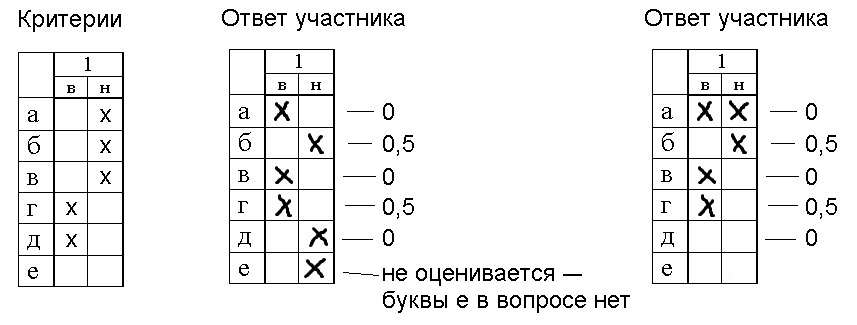 Критерии Ответ участника Ответ участника
1 1 1
в н в н в н
а x а x — 0 а x x — 0
б x б x — 0,5 б x — 0,5
в x в x — 0 в x — 0
г x г x — 0,5 г x — 0,5
д x д x — 0 д — 0
е е x не оценивается — е
буквы е в вопросе нет